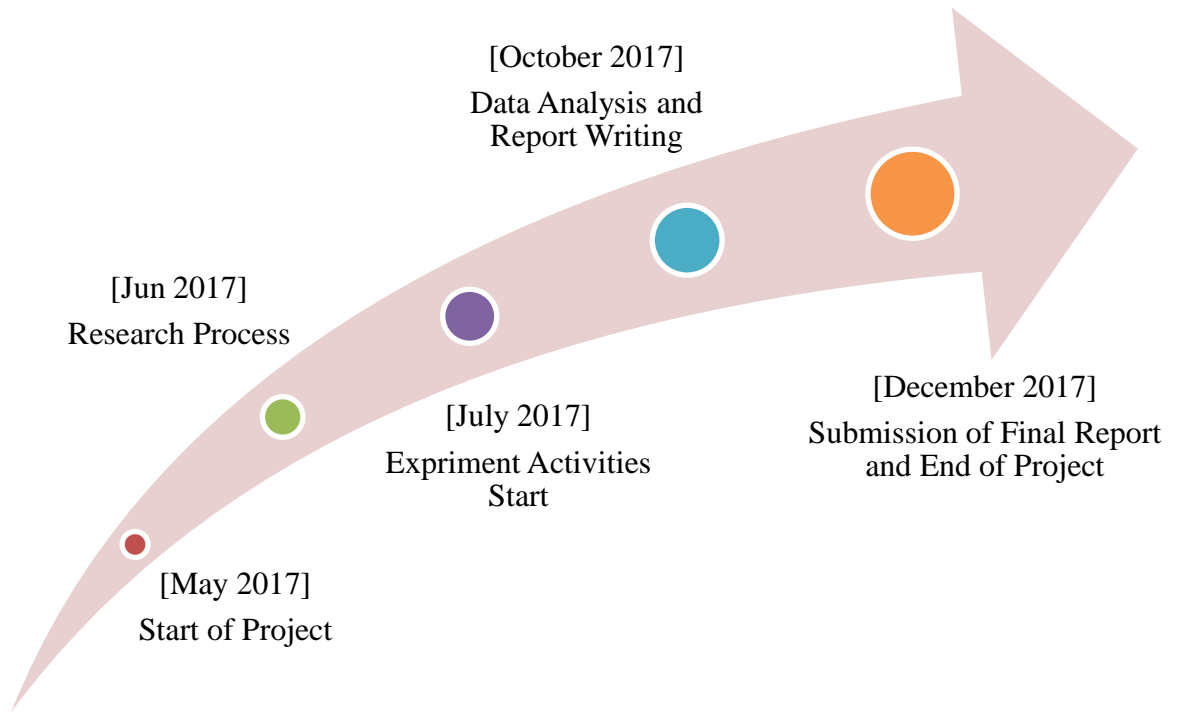 [October 2017]
Data Analysis and
Report Writing
[Jun 2017]
Research Process
[July 2017]
Expriment Activities
Start
[December 2017]
Submission of Final Report
and End of Project
[May 2017]
Start of Project